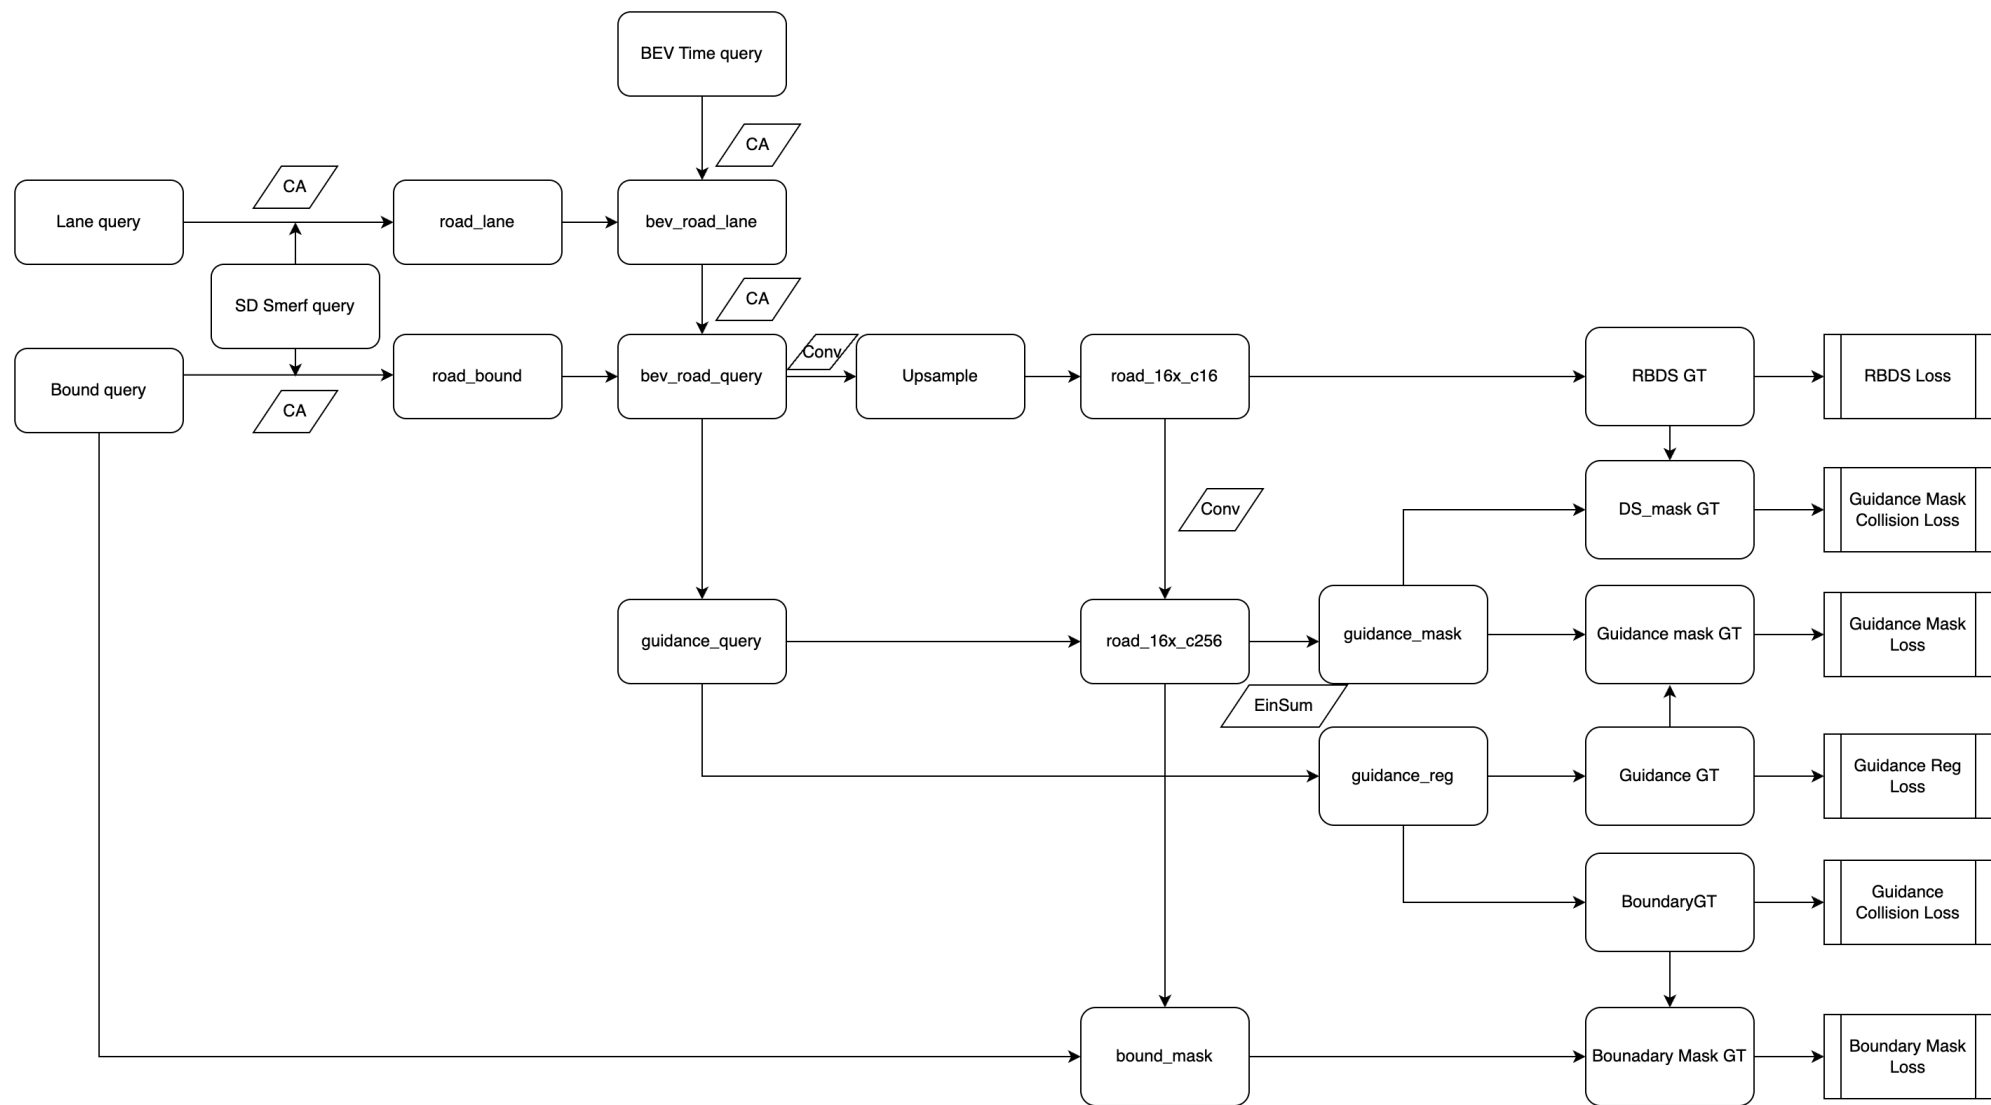 BEV Time query
CA
CA
Lane query
road_lane
bev_road_lane
SD Smerf query
CA
Bound query
road_bound
bev_road_query
Conv
Upsample
road_16x_c16
RBDS GT
RBDS Loss
CA
DS_mask GT
Guidance Mask
Collision Loss
Conv
guidance_query
road_16x_c256
guidance_mask
Guidance mask GT
Guidance Mask
Loss
EinSum
guidance_reg
Guidance GT
Guidance Reg
Loss
BoundaryGT
Guidance
Collision Loss
bound_mask
Bounadary Mask GT
Boundary Mask
Loss